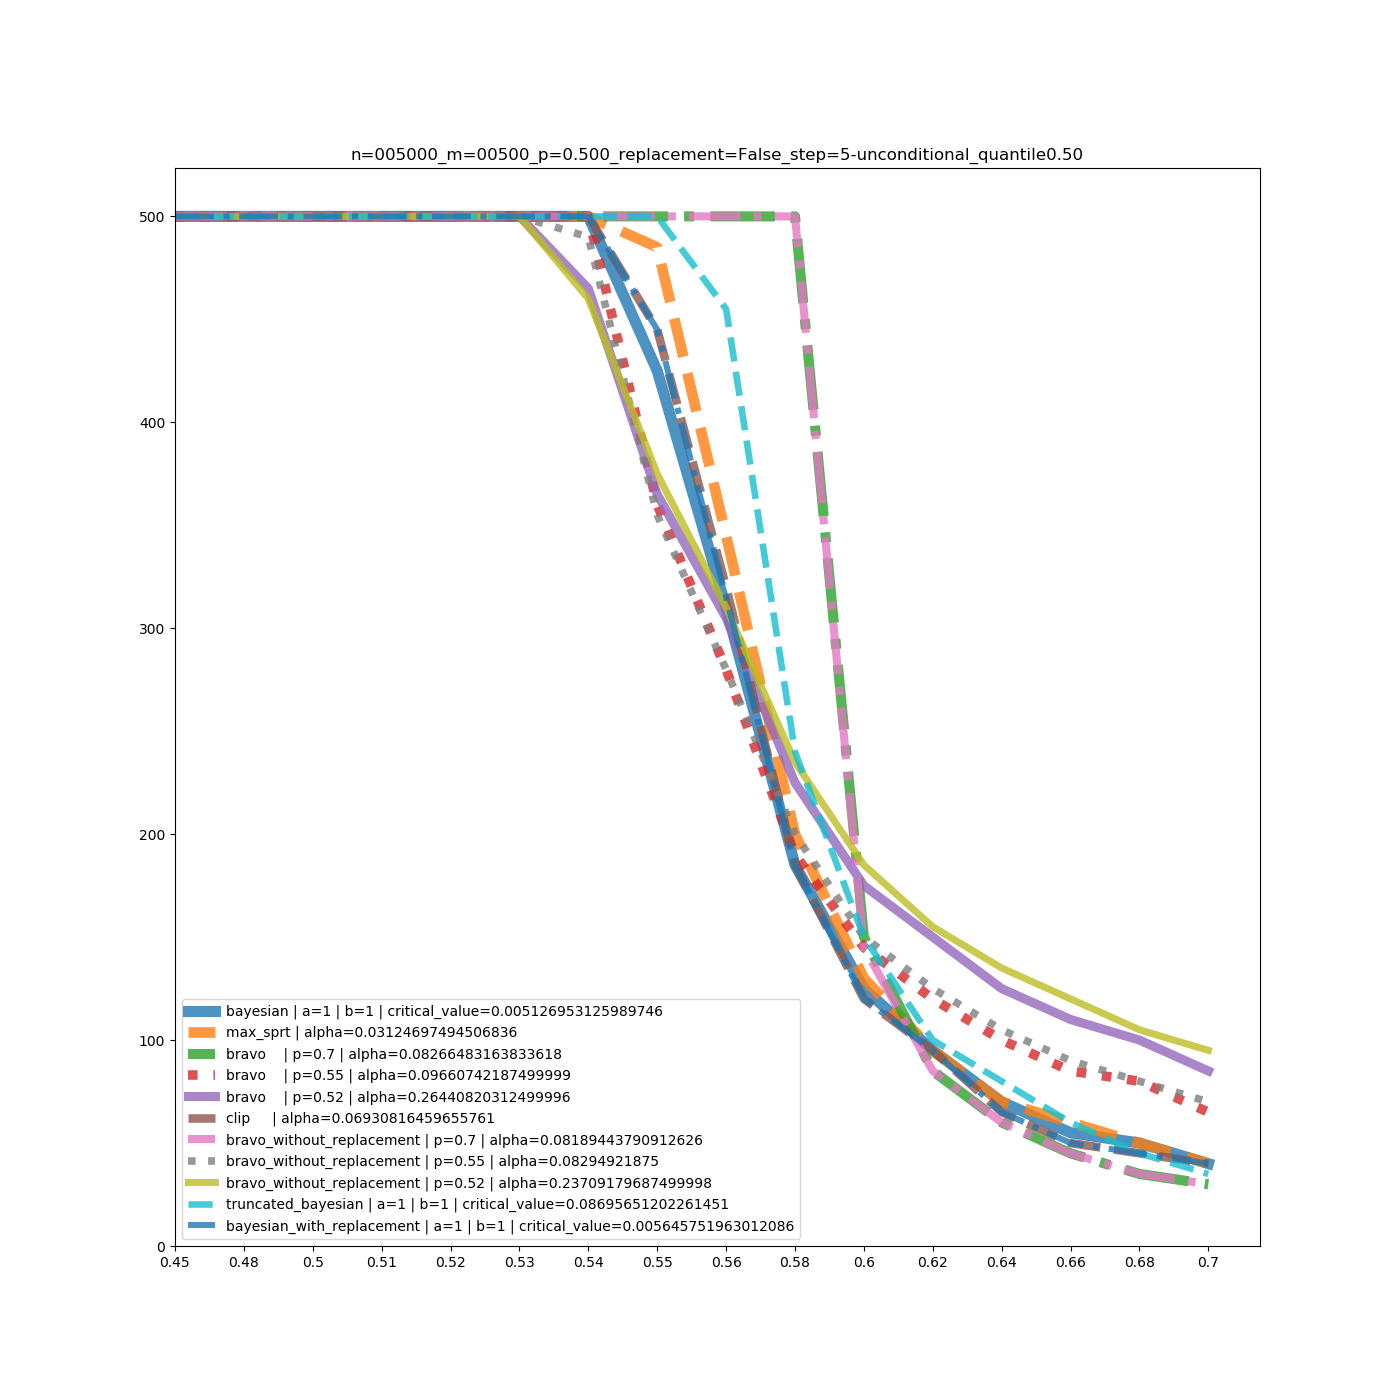 n=005000_m=00500_p=0.500_replacement=False_step=5-unconditional_quantile0.50
500
400
300
200
100
0
bayesian | a=1 | b=1 | critical_value=0.005126953125989746
max_sprt | alpha=0.03124697494506836
bravo | p=0.7 | alpha=0.08266483163833618
bravo | p=0.55 | alpha=0.09660742187499999
bravo | p=0.52 | alpha=0.26440820312499996
clip | alpha=0.06930816459655761
bravo_without_replacement | p=0.7 | alpha=0.08189443790912626
bravo_without_replacement | p=0.55 | alpha=0.08294921875
bravo_without_replacement | p=0.52 | alpha=0.23709179687499998
truncated_bayesian | a=1 | b=1 | critical_value=0.08695651202261451
bayesian_with_replacement | a=1 | b=1 | critical_value=0.005645751963012086
0.45 0.48 0.5 0.51 0.52 0.53 0.54 0.55 0.56 0.58 0.6 0.62 0.64 0.66 0.68 0.7